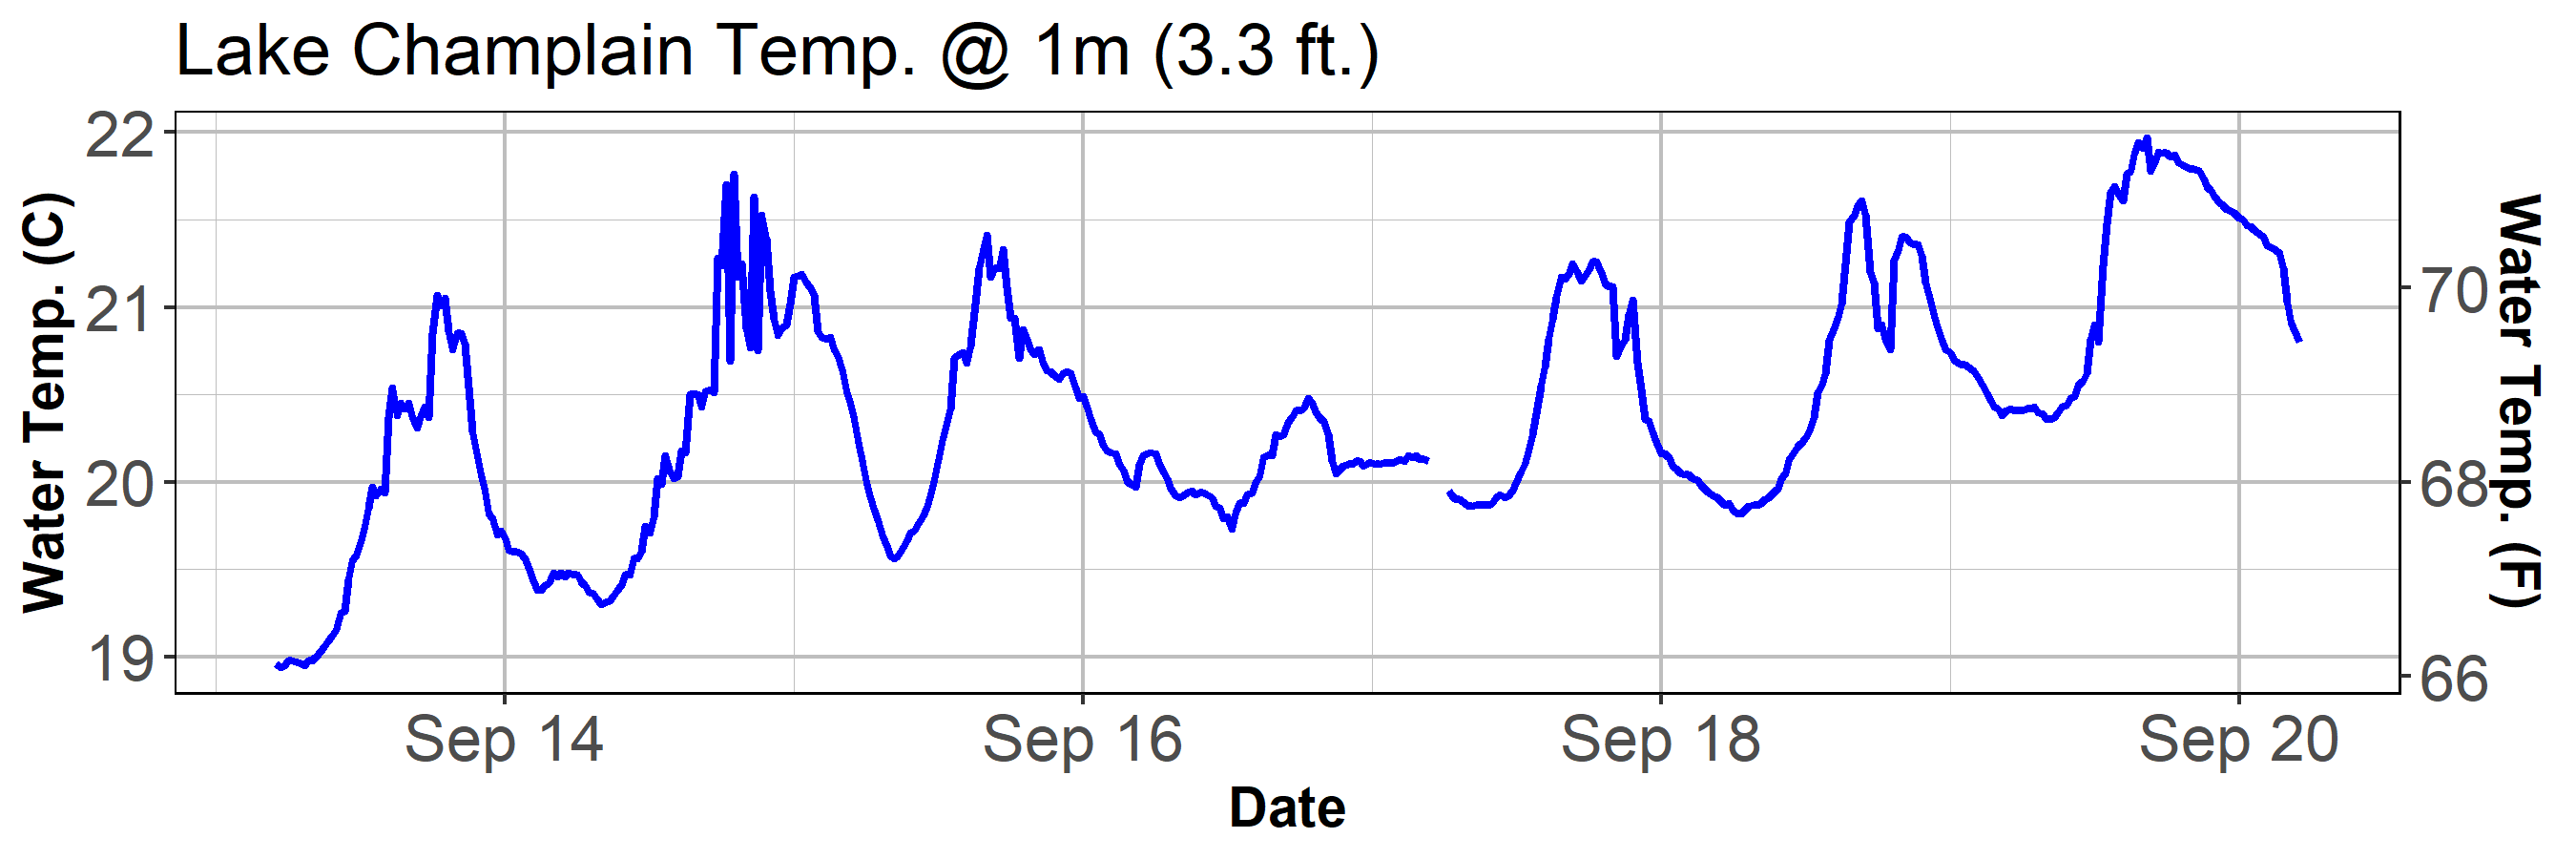 Lake Champlain Temp. @ 1m (3.3 ft.)
Water Temp. (C)
22
21
20
19
70
68
66
Water Temp. (F)
Sep 14
Sep 16
Sep 18
Sep 20
Date